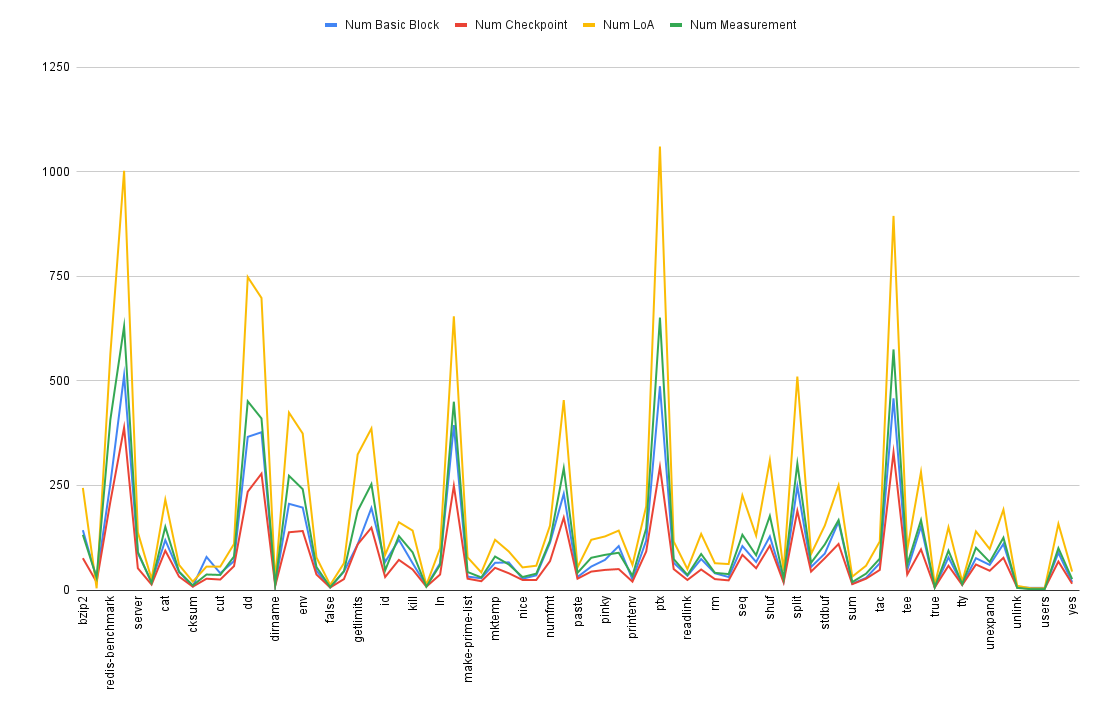 Num Basic Block Num Checkpoint Num LoA Num Measurement
1250
1000
750
500
250
0
bzip2
redis-benchmark
server
cat
cksum
cut
dd
dirname
env
false
getlimits
id
kill
ln
make-prime-list
mktemp
nice
numfmt
paste
pinky
printenv
ptx
readlink
rm
seq
shuf
split
stdbuf
sum
tac
tee
true
tty
unexpand
unlink
users
yes